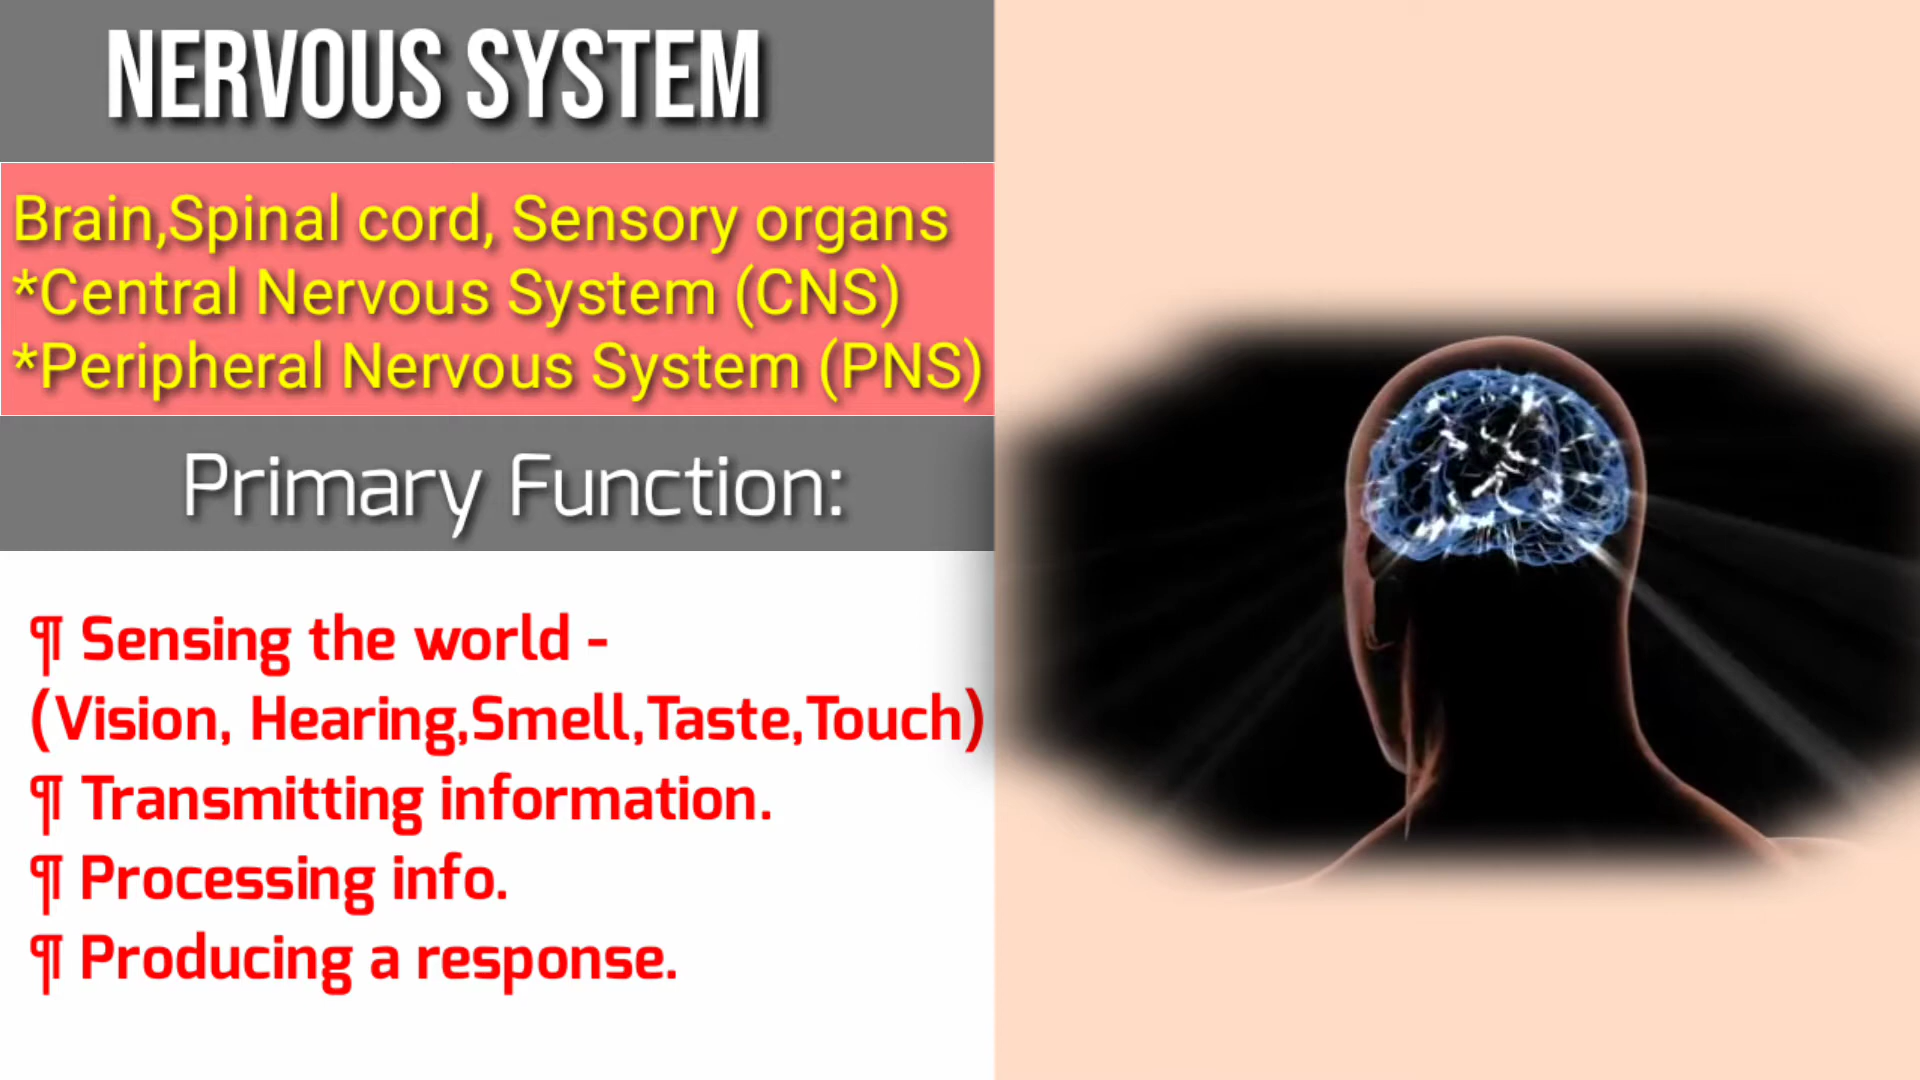 NERVOUS SYSTEM
Brain,Spinal cord, Sensory organs
*Central Nervous System (CNS)
*Peripheral Nervous System (PNS)
Primary Function:
¶ Sensing the world -
(Vision, Hearing,Smell,Taste,Touch)
¶ Transmitting information.
¶ Processing info.
¶ Producing a response.